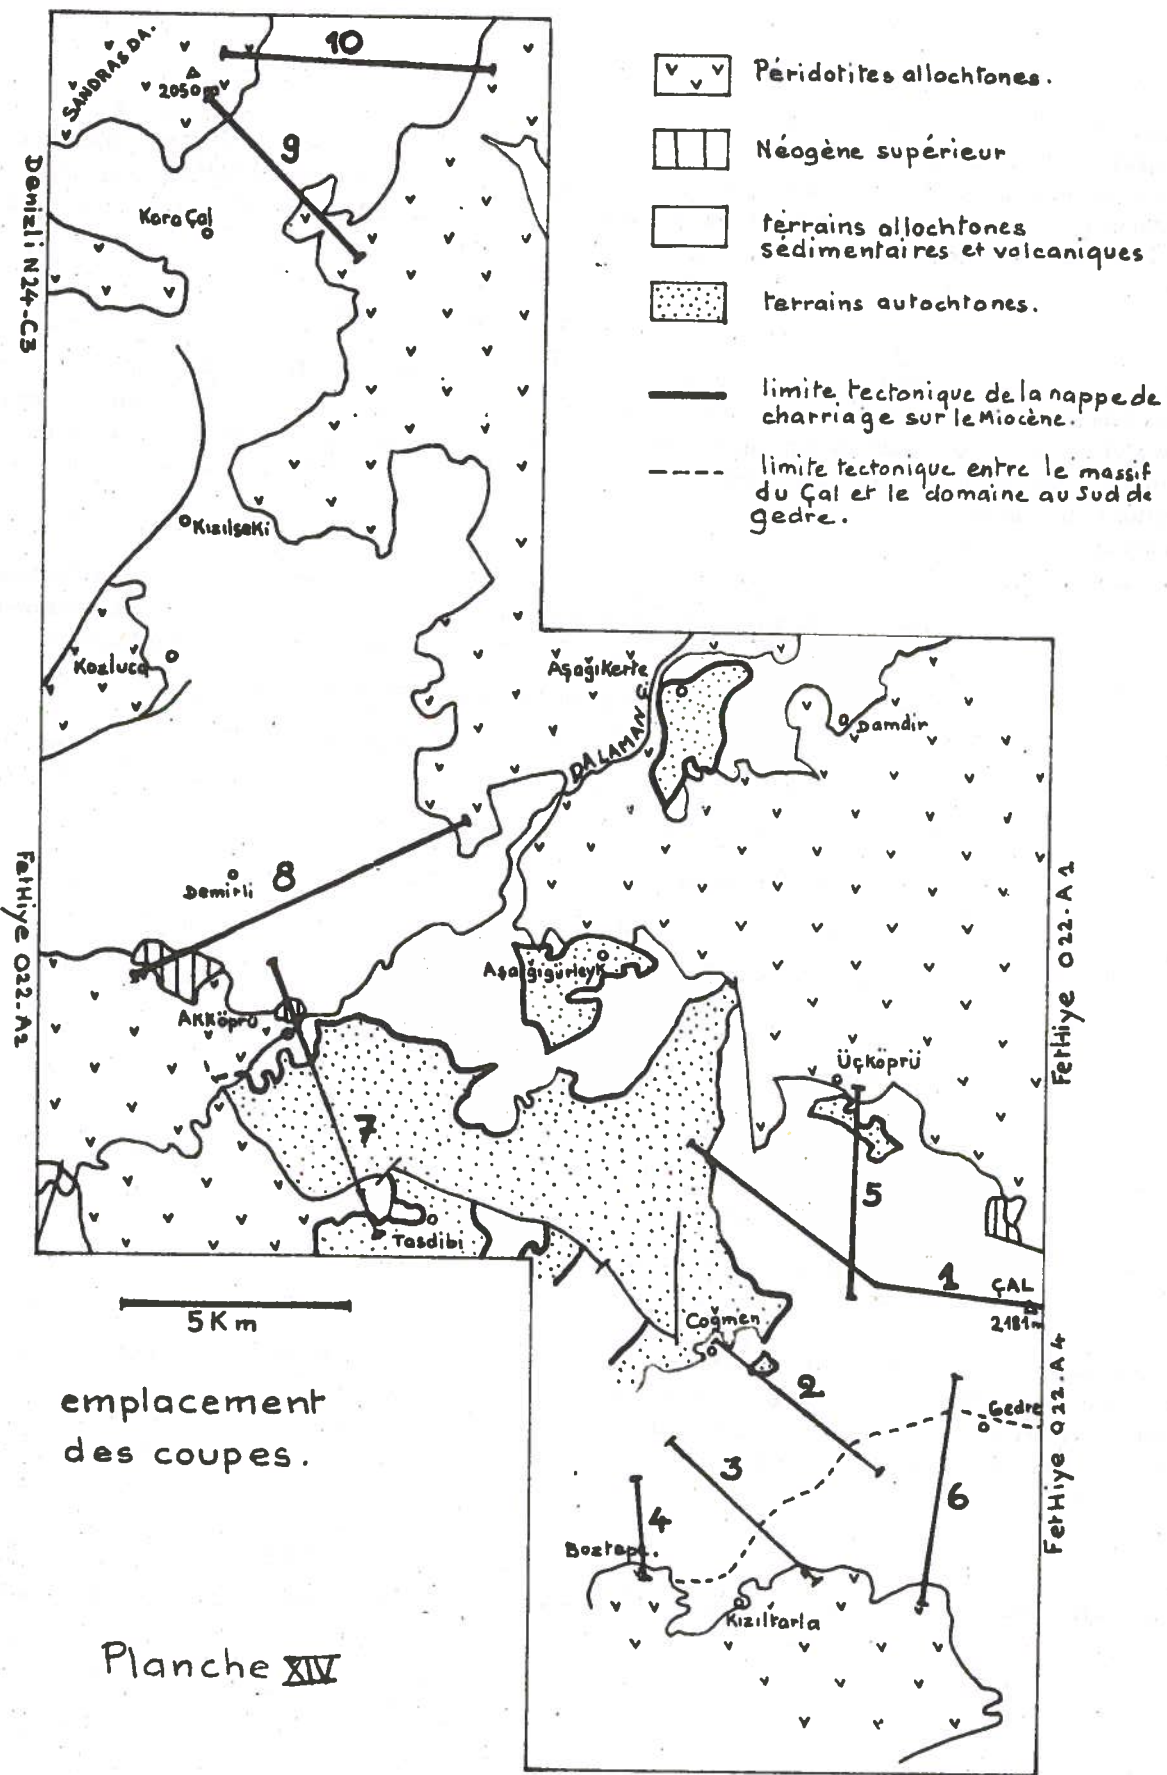 SANDRAS DA.
2050m
10
9
Kara Çal
Denizli N24-C3
Kızılseki
Kozluca
Aşağıkerte
DALAMAN
Damdir
Demirli
8
FetHiye O22-A2
Aşağıgürleyk
Akköprü
7
Tasdibi
Üçköprü
FetHiye O22-A1
5
1
ÇAL
2181m
Coğmen
2
Gedre
3
4
6
Boztepe.
Kızıltarla
FetHiye O22.A4
5 Km
emplacement
des coupes.
Planche XIV
Péridotites allochtones.
Néogène supérieur
terrains allochtones
sédimentaires et volcaniques
terrains autochtones.
limite tectonique de la nappe de
charriage sur le Miocène.
limite tectonique entre le massif
du Çal et le domaine au Sud de
gedre.